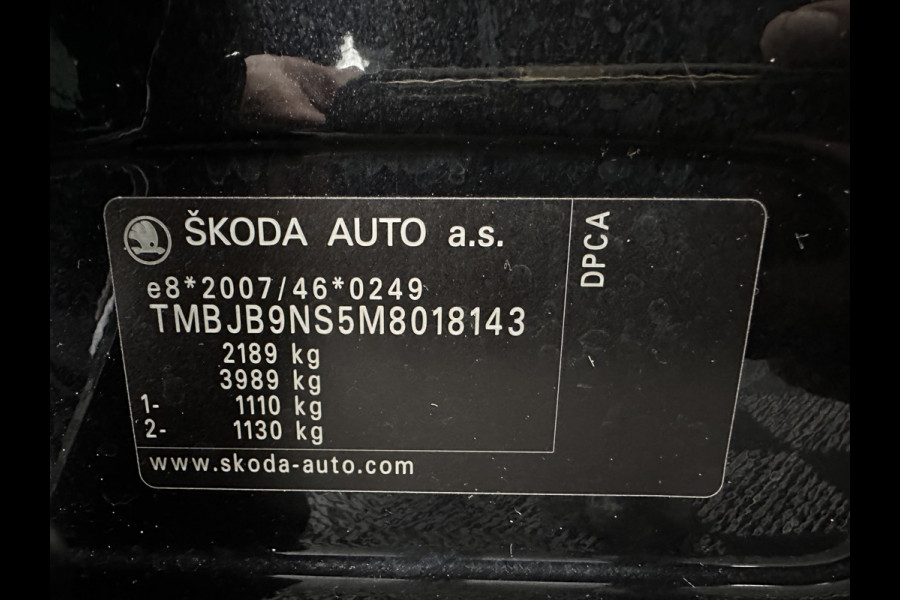 ŠKODA AUTO a.s.
DPCA
e8*2007/46*0249
TMBJB9NS5M8018143
2189 kg
3989 kg
1- 1110 kg
2- 1130 kg
www.skoda-auto.com